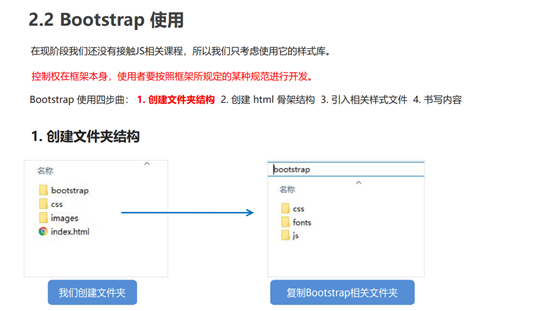 2.2 Bootstrap 使用
在现阶段我们还没有接触JS相关课程，所以我们只考虑使用它的样式库。
控制权在框架本身，使用者要按照框架所规定的某种规范进行开发。
Bootstrap 使用四步曲： 1. 创建文件夹结构 2. 创建 html 骨架结构 3. 引入相关样式文件 4. 书写内容
1. 创建文件夹结构
名称
bootstrap
css
images
index.html
我们创建文件夹
bootstrap
名称
css
fonts
js
复制Bootstrap相关文件夹